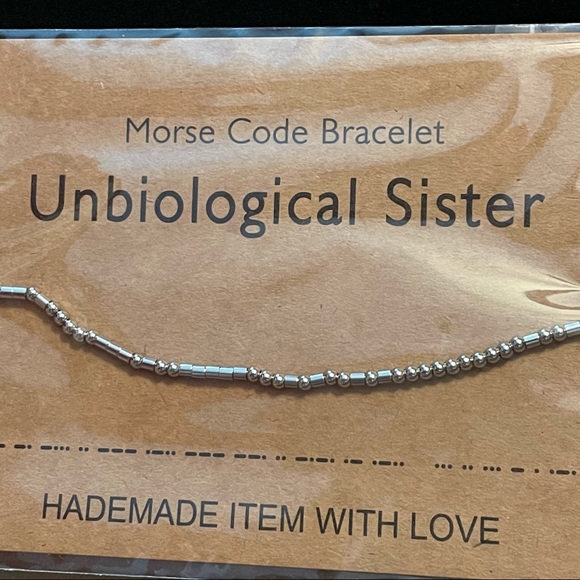 Morse Code Bracelet
Unbiological Sister
HADEMADE ITEM WITH LOVE